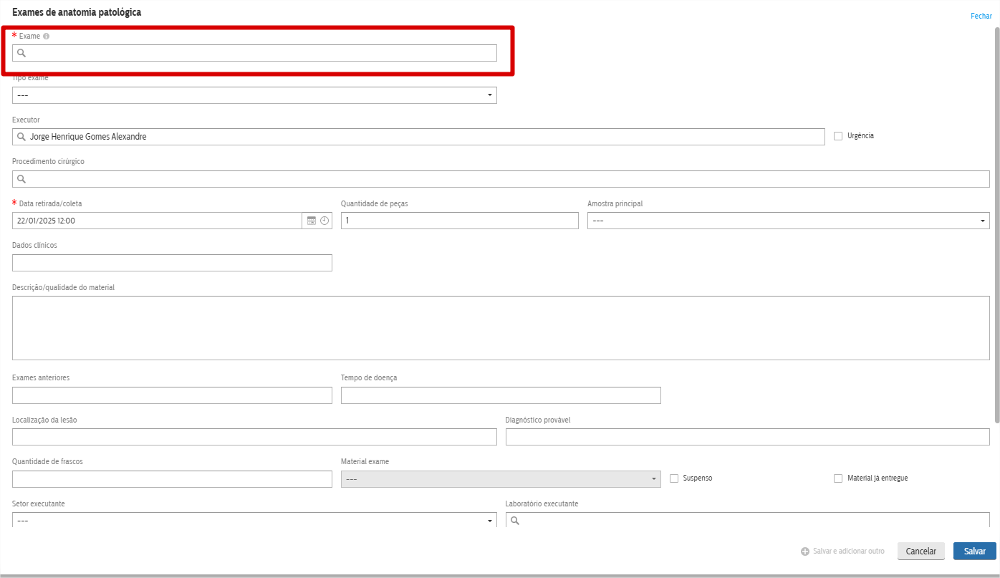 Exames de anatomia patológica
Fechar
* Exame
Tipo exame
---
Executor
Jorge Henrique Gomes Alexandre
Urgência
Procedimento cirúrgico
* Data retirada/coleta
Quantidade de peças
Amostra principal
22/01/2025 12:00
1
---
Dados clínicos
Descrição/qualidade do material
Exames anteriores
Tempo de doença
Localização da lesão
Diagnóstico provável
Quantidade de frascos
Material exame
---
Suspenso
Material já entregue
Setor executante
Laboratório executante
---
Salvar e adicionar outro
Cancelar
Salvar